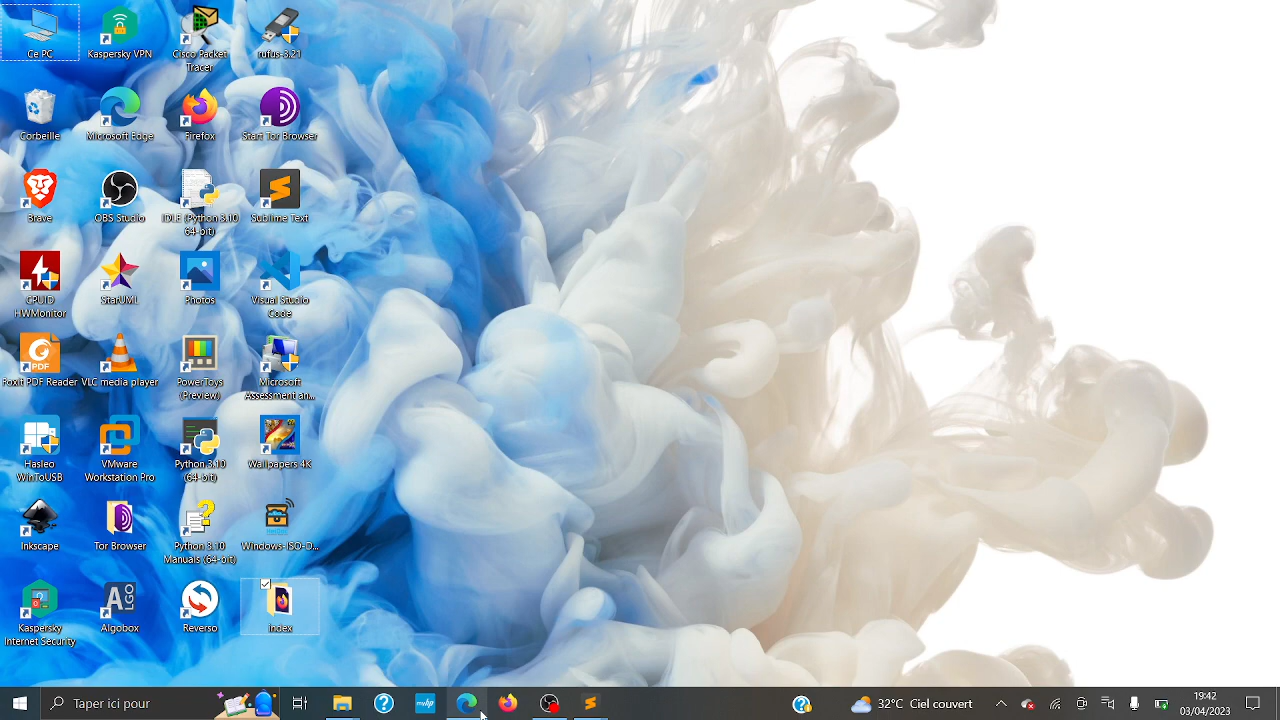 Ce PC
Kaspersky VPN
Cisco Packet
Tracer
rufus-3.21
Corbeille
Microsoft Edge
Firefox
Start Tor Browser
Brave
OBS Studio
IDLE (Python 3.10
64-bit)
Sublime Text
CPUID
HWMonitor
StarUML
Photos
Visual Studio
Code
PDF
Foxit PDF Reader
VLC media player
PowerToys
(Preview)
Microsoft
Assessment an...
Hasleo
WinToUSB
VMware
Workstation Pro
Python 3.10
(64-bit)
Wallpapers 4K
Inkscape
Tor Browser
Python 3.10
Manuals (64-bit)
Windows-ISO-D...
Kaspersky
Internet Security
Algobox
Reverso
index
Taper ici pour
32°C Ciel couvert
19:42
03/04/2023